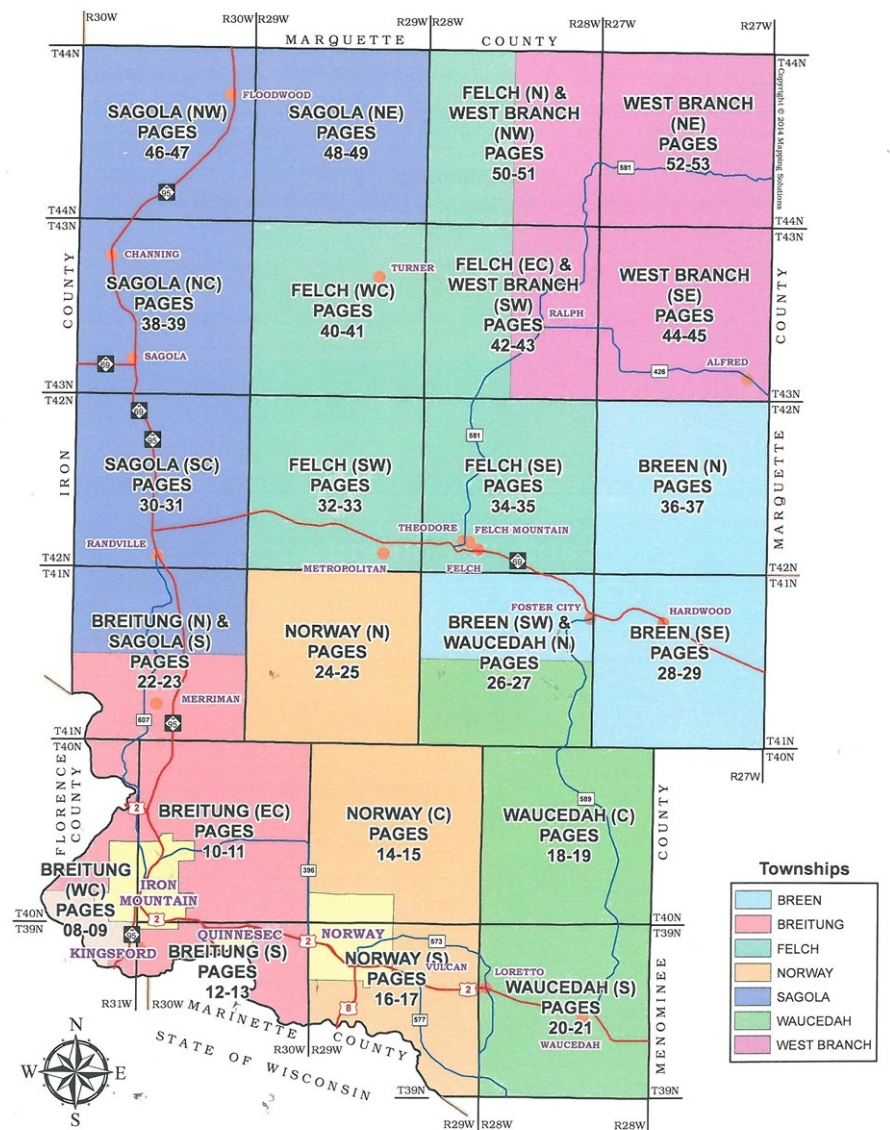 R30W
R30W R29W
R29W R28W
R28W R27W
R27W
MARQUETTE COUNTY
T44N
T44N
FLOODWOOD
SAGOLA (NW)
PAGES
46-47
SAGOLA (NE)
PAGES
48-49
FELCH (N) &
WEST BRANCH
(NW)
PAGES
50-51
WEST BRANCH
(NE)
PAGES
52-53
Copyright © 2014 Mapping Solutions
581
95
T44N
T43N
T44N
T43N
CHANNING
SAGOLA (NC)
PAGES
38-39
TURNER
FELCH (WC)
PAGES
40-41
FELCH (EC) &
WEST BRANCH
(SW)
PAGES
42-43
WEST BRANCH
(SE)
PAGES
44-45
COUNTY
COUNTY
RALPH
SAGOLA
69
426
ALFRED
T43N
T42N
T43N
T42N
69
95
581
SAGOLA (SC)
PAGES
30-31
FELCH (SW)
PAGES
32-33
FELCH (SE)
PAGES
34-35
BREEN (N)
PAGES
36-37
IRON
MARQUETTE
THEODORE
FELCH MOUNTAIN
RANDVILLE
METROPOLITAN
FELCH
69
T42N
T41N
T42N
T41N
FOSTER CITY
HARDWOOD
BREITUNG (N) &
SAGOLA (S)
PAGES
22-23
NORWAY (N)
PAGES
24-25
BREEN (SW) &
WAUCEDAH (N)
PAGES
26-27
BREEN (SE)
PAGES
28-29
MERRIMAN
607
95
T41N
T40N
T41N
T40N
R27W
FLORENCE
COUNTY
2
BREITUNG (EC)
PAGES
10-11
NORWAY (C)
PAGES
14-15
WAUCEDAH (C)
PAGES
18-19
589
COUNTY
BREITUNG
(WC)
PAGES
08-09
IRON
MOUNTAIN
396
T40N
T39N
T40N
T39N
2
95
KINGSFORD
QUINNESEC
BREITUNG (S)
PAGES
12-13
2
NORWAY
573
NORWAY (S)
PAGES
16-17
VULCAN
2
LORETTO
WAUCEDAH (S)
PAGES
20-21
WAUCEDAH
8
577
MENOMINEE
R31W R30W
MARINETTE COUNTY
STATE OF WISCONSIN
R30W R29W
T39N
T39N
R29W R28W
R28W
N
W E
S
Townships
BREEN
BREITUNG
FELCH
NORWAY
SAGOLA
WAUCEDAH
WEST BRANCH